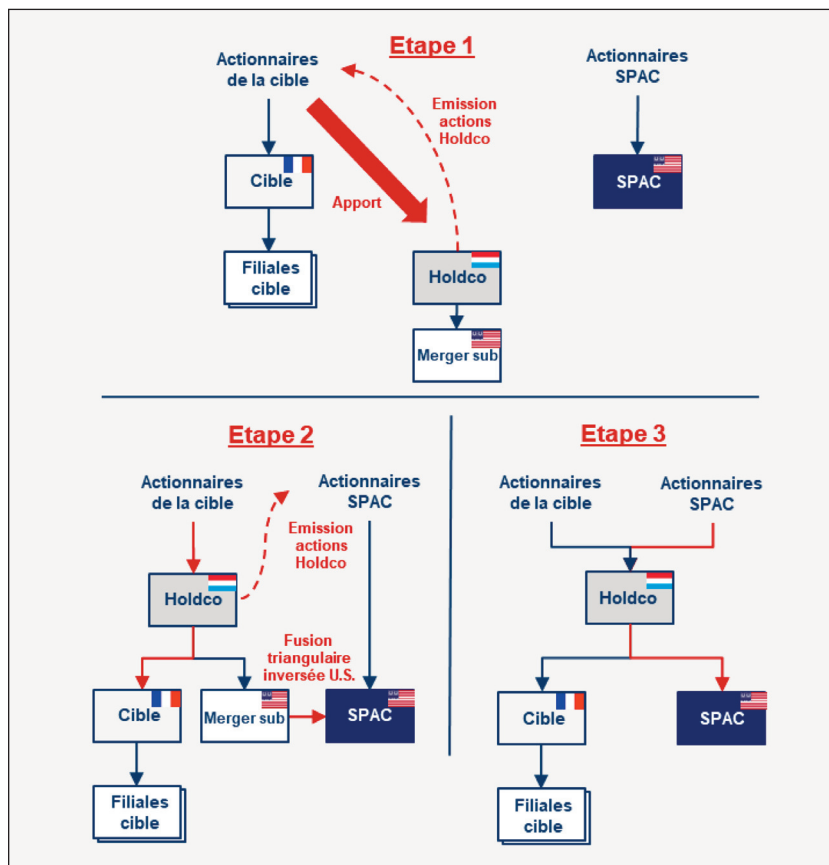 Etape 1
Actionnaires
de la cible
Actionnaires
SPAC
Emission
actions
Holdco
Cible
SPAC
Apport
Filiales
cible
Holdco
Merger sub
Etape 2
Actionnaires
de la cible
Actionnaires
SPAC
Emission
actions
Holdco
Holdco
Fusion
triangulaire
inversée U.S.
Cible
Merger sub
SPAC
Filiales
cible
Etape 3
Actionnaires
de la cible
Actionnaires
SPAC
Holdco
Cible
SPAC
Filiales
cible